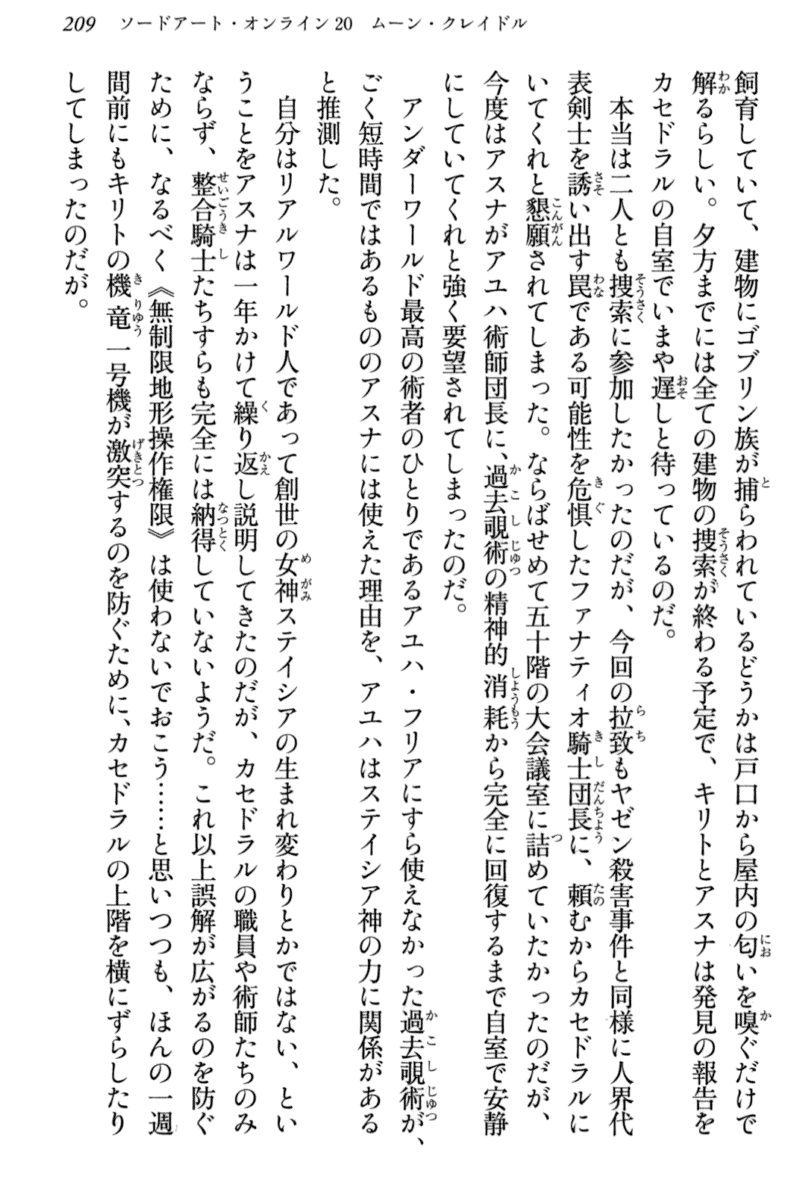 209　ソードアート・オンライン20　ムーン・クレイドル
飼育していて、建物にゴブリン族が捕らわれているどうかは戸口から屋内の匂いを嗅ぐだけで
解るらしい。夕方までには全ての建物の捜索が終わる予定で、キリトとアスナは発見の報告を
カセドラルの自室でいまや遅しと待っているのだ。
　本当は二人とも捜索に参加したかったのだが、今回の拉致もヤゼン殺害事件と同様に人界代
表剣士を誘い出す罠である可能性を危惧したファナティオ騎士団長に、頼むからカセドラルに
いてくれと懇願されてしまった。ならばせめて五十階の大会議室に詰めていたかったのだが、
今度はアスナがアユハ術師団長に、過去覗術の精神的消耗から完全に回復するまで自室で安静
にしていてくれと強く要望されてしまったのだ。
　アンダーワールド最高の術者のひとりであるアユハ・フリアにすら使えなかった過去覗術が、
ごく短時間ではあるもののアスナには使えた理由を、アユハはステイシア神の力に関係がある
と推測した。
　自分はリアルワールド人であって創世の女神ステイシアの生まれ変わりとかではない、とい
うことをアスナは一年かけて繰り返し説明してきたのだが、カセドラルの職員や術師たちのみ
ならず、整合騎士たちすらも完全には納得していないようだ。これ以上誤解が広がるのを防ぐ
ために、なるべく《無制限地形操作権限》は使わないでおこう……と思いつつも、ほんの一週
間前にもキリトの機竜一号機が激突するのを防ぐために、カセドラルの上階を横にずらしたり
してしまったのだが。